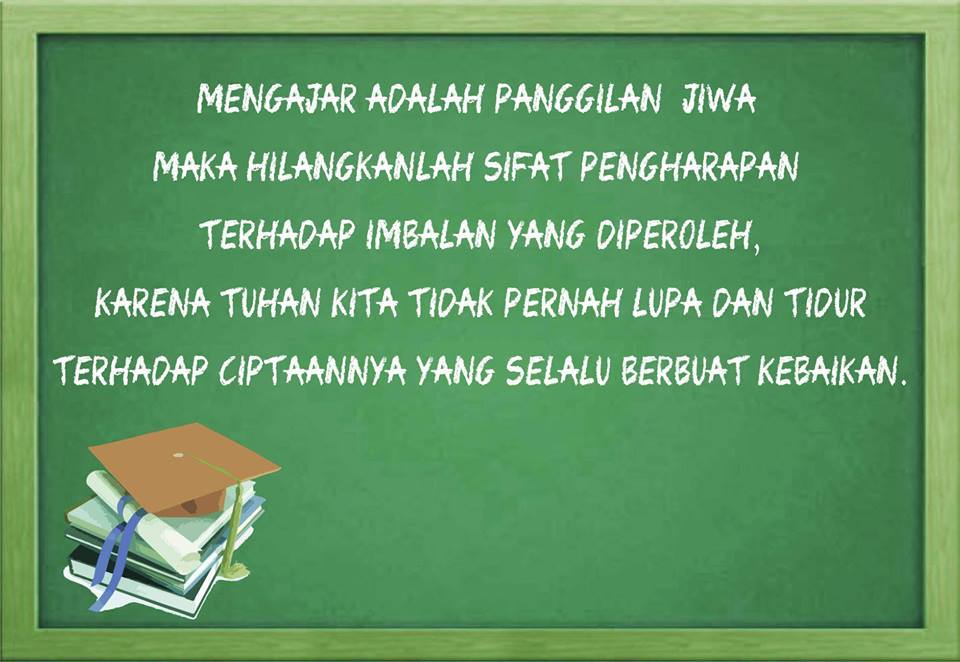 MENGAJAR ADALAH PANGGILAN JIWA
MAKA HILANGKANLAH SIFAT PENGHARAPAN
TERHADAP IMBALAN YANG DIPEROLEH,
KARENA TUHAN KITA TIDAK PERNAH LUPA DAN TIDUR
TERHADAP CIPTAANNYA YANG SELALU BERBUAT KEBAIKAN.